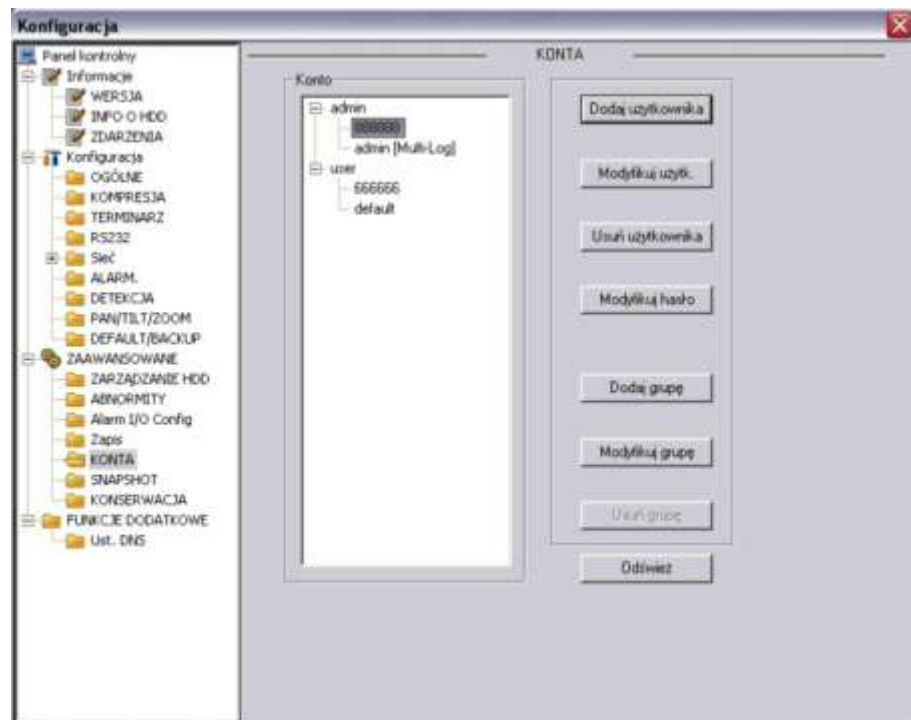 Konfiguracja
Panel kontrolny
Informacje
WERSJA
INFO O HDD
ZDARZENIA
Konfiguracja
OGÓLNE
KOMPRESJA
TERMINARZ
RS232
Sieć
ALARM.
DETEKCJA
PAN/TILT/ZOOM
DEFAULT/BACKUP
ZAAWANSOWANE
ZARZĄDZANIE HDD
ABNORMITY
Alarm I/O Config
Zapis
KONTA
SNAPSHOT
KONSERWACJA
FUNKCJE DODATKOWE
Ust. DNS
KONTA
Konto
admin
888888
admin [Multi-Log]
user
666666
default
Dodaj użytkownika
Modyfikuj użytk.
Usuń użytkownika
Modyfikuj hasło
Dodaj grupę
Modyfikuj grupę
Usuń grupę
Odśwież